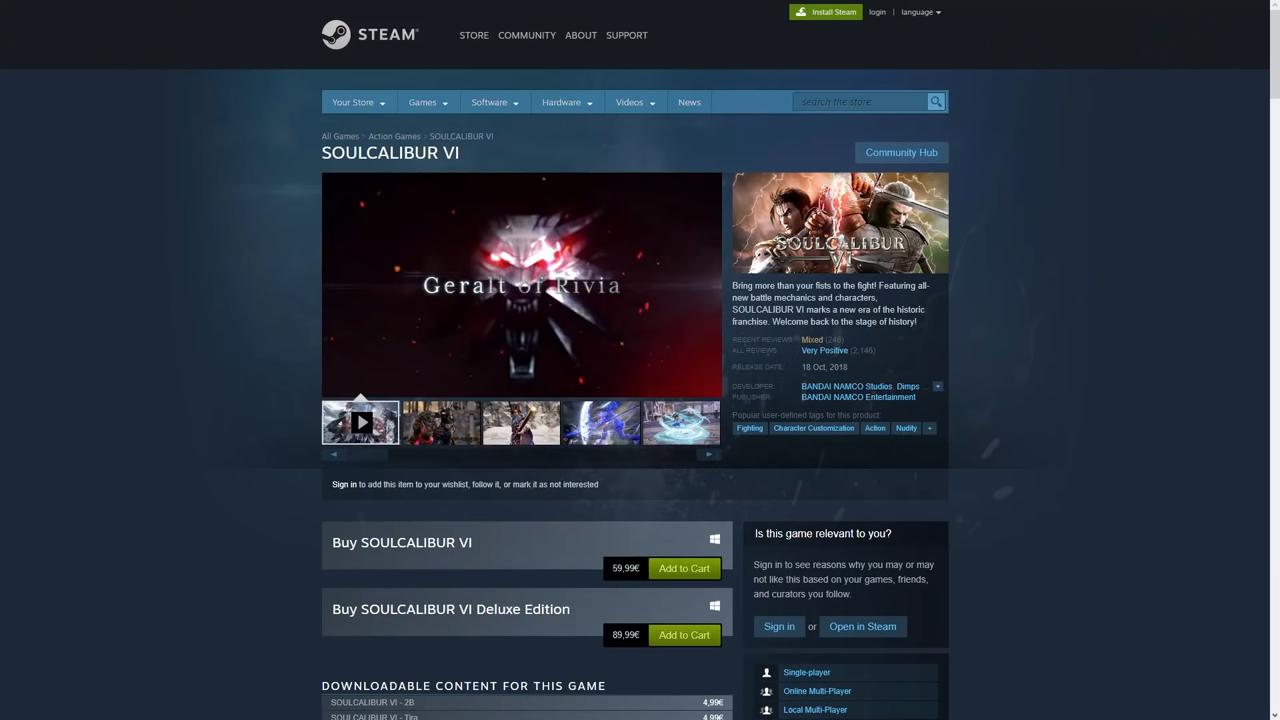 Install Steam
login
language
STEAM®
STORE
COMMUNITY
ABOUT
SUPPORT
Your Store
Games
Software
Hardware
Videos
News
search the store
All Games > Action Games > SOULCALIBUR VI
SOULCALIBUR VI
Community Hub
Geralt of Rivia
SOULCALIBUR
VI
Bring more than your fists to the fight! Featuring all-
new battle mechanics and characters,
SOULCALIBUR VI marks a new era of the historic
franchise. Welcome back to the stage of history!
RECENT REVIEWS: Mixed (246)
ALL REVIEWS: Very Positive (2,146)
RELEASE DATE: 18 Oct, 2018
DEVELOPER: BANDAI NAMCO Studios, Dimps +
PUBLISHER: BANDAI NAMCO Entertainment
Popular user-defined tags for this product:
Fighting
Character Customization
Action
Nudity
+
Sign in to add this item to your wishlist, follow it, or mark it as not interested
Buy SOULCALIBUR VI
59,99€
Add to Cart
Buy SOULCALIBUR VI Deluxe Edition
89,99€
Add to Cart
DOWNLOADABLE CONTENT FOR THIS GAME
SOULCALIBUR VI - 2B 4,99€
SOULCALIBUR VI - Tira 4,99€
Is this game relevant to you?
Sign in to see reasons why you may or may
not like this based on your games, friends,
and curators you follow.
Sign in or Open in Steam
Single-player
Online Multi-Player
Local Multi-Player